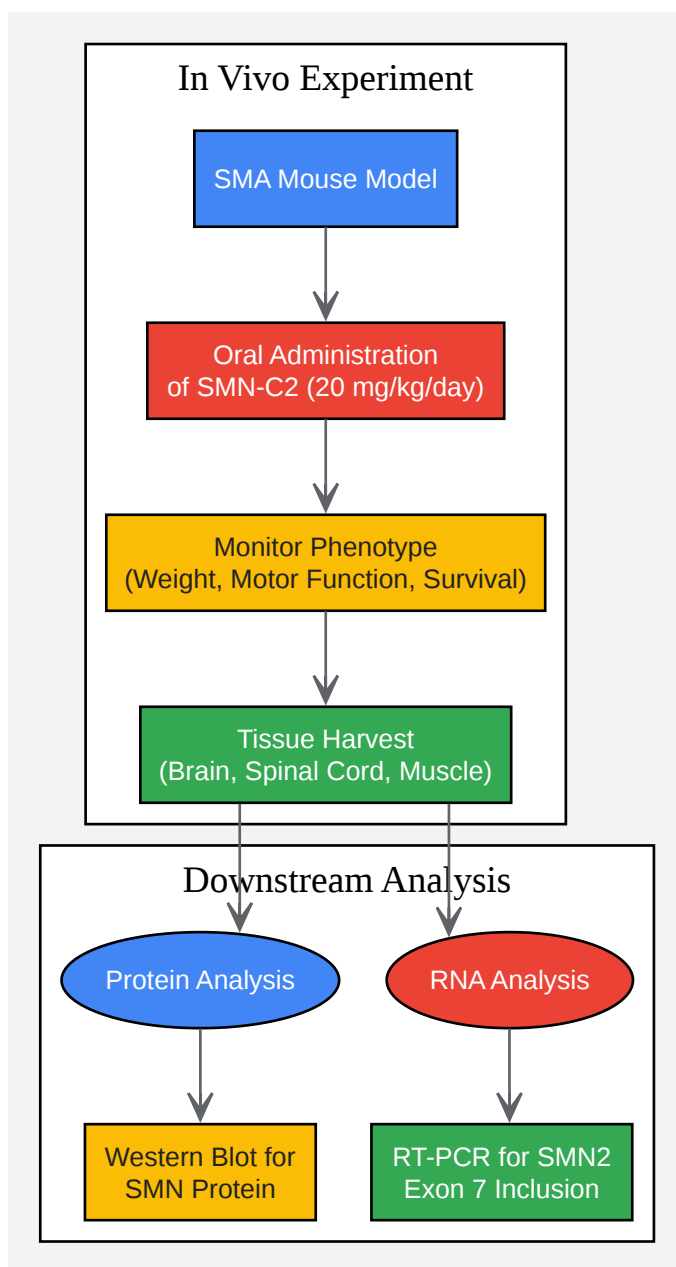 In Vivo Experiment
SMA Mouse Model
Oral Administration
of SMN-C2 (20 mg/kg/day)
Monitor Phenotype
(Weight, Motor Function, Survival)
Tissue Harvest
(Brain, Spinal Cord, Muscle)
Downstream Analysis
Protein Analysis
RNA Analysis
Western Blot for
SMN Protein
RT-PCR for SMN2
Exon 7 Inclusion